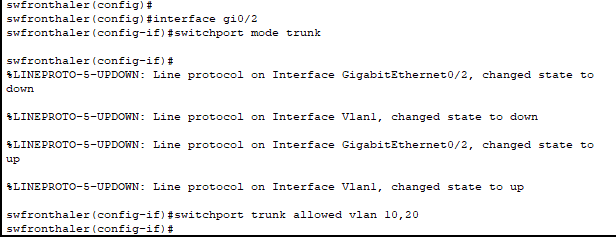 swfronthaler(config)#
swfronthaler(config)#interface gi0/2
swfronthaler(config-if)#switchport mode trunk
swfronthaler(config-if)#
%LINEPROTO-5-UPDOWN: Line protocol on Interface GigabitEthernet0/2, changed state to
down
%LINEPROTO-5-UPDOWN: Line protocol on Interface Vlan1, changed state to down
%LINEPROTO-5-UPDOWN: Line protocol on Interface GigabitEthernet0/2, changed state to
up
%LINEPROTO-5-UPDOWN: Line protocol on Interface Vlan1, changed state to up
swfronthaler(config-if)#switchport trunk allowed vlan 10,20
swfronthaler(config-if)#